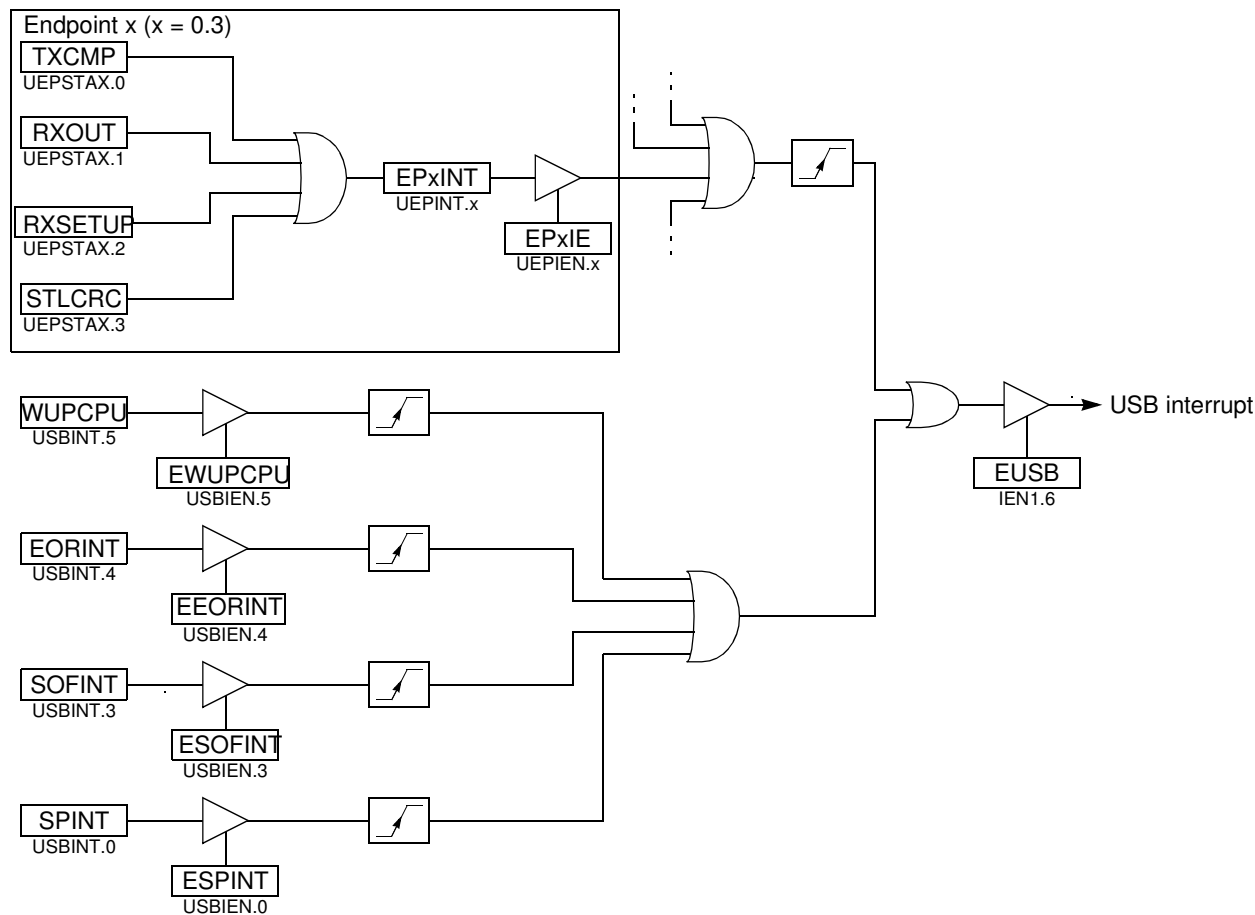 Endpoint x (x = 0.3)
TXCMP
UEPSTAX.0
RXOUT
UEPSTAX.1
RXSETUP
UEPSTAX.2
STLCRC
UEPSTAX.3
EPxINT
UEPINT.x
EPxIE
UEPIEN.x
WUPCPU
USBINT.5
EWUPCPU
USBIEN.5
EORINT
USBINT.4
EEORINT
USBIEN.4
SOFINT
USBINT.3
ESOFINT
USBIEN.3
SPINT
USBINT.0
ESPINT
USBIEN.0
EUSB
IEN1.6
USB interrupt